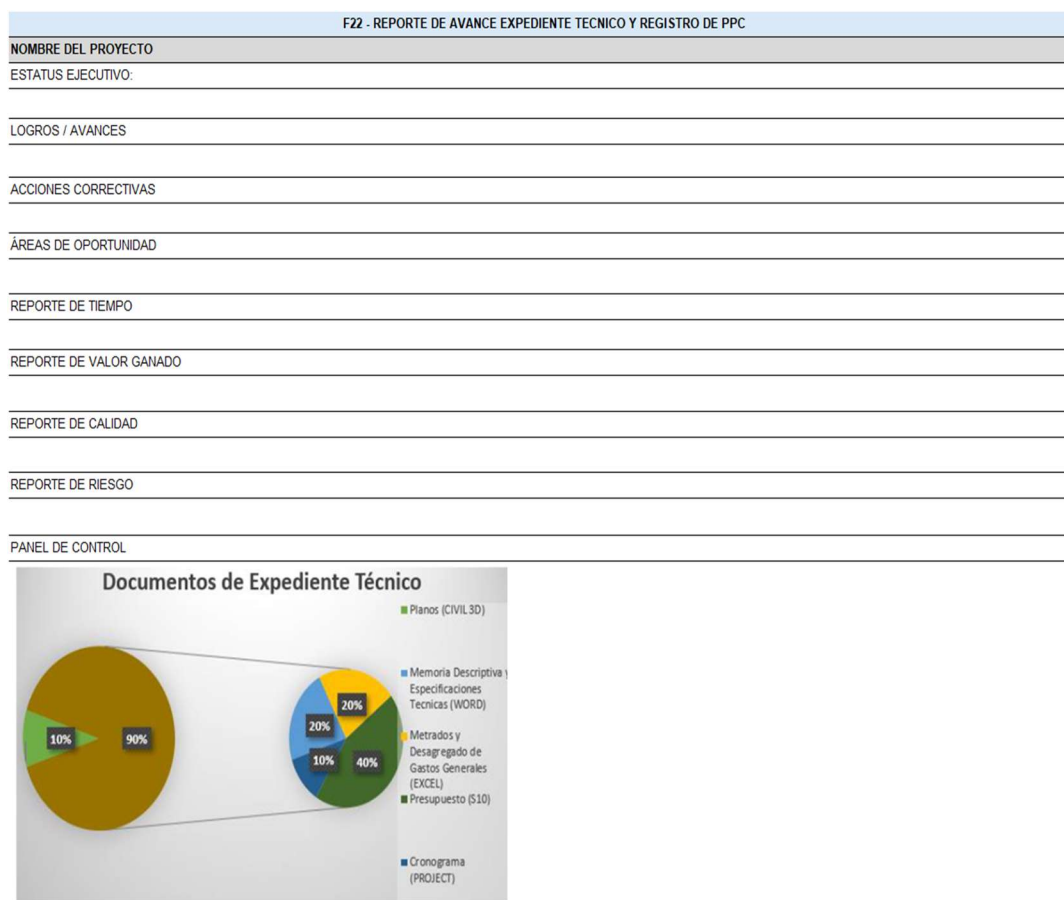 F22 - REPORTE DE AVANCE EXPEDIENTE TECNICO Y REGISTRO DE PPC
NOMBRE DEL PROYECTO
ESTATUS EJECUTIVO:
LOGROS / AVANCES
ACCIONES CORRECTIVAS
ÁREAS DE OPORTUNIDAD
REPORTE DE TIEMPO
REPORTE DE VALOR GANADO
REPORTE DE CALIDAD
REPORTE DE RIESGO
PANEL DE CONTROL
Documentos de Expediente Técnico
10%
90%
20%
20%
10%
40%
Planos (CIVIL 3D)
Memoria Descriptiva y
Especificaciones
Tecnicas (WORD)
Metrados y
Desagregado de
Gastos Generales
(EXCEL)
Presupuesto (S10)
Cronograma
(PROJECT)